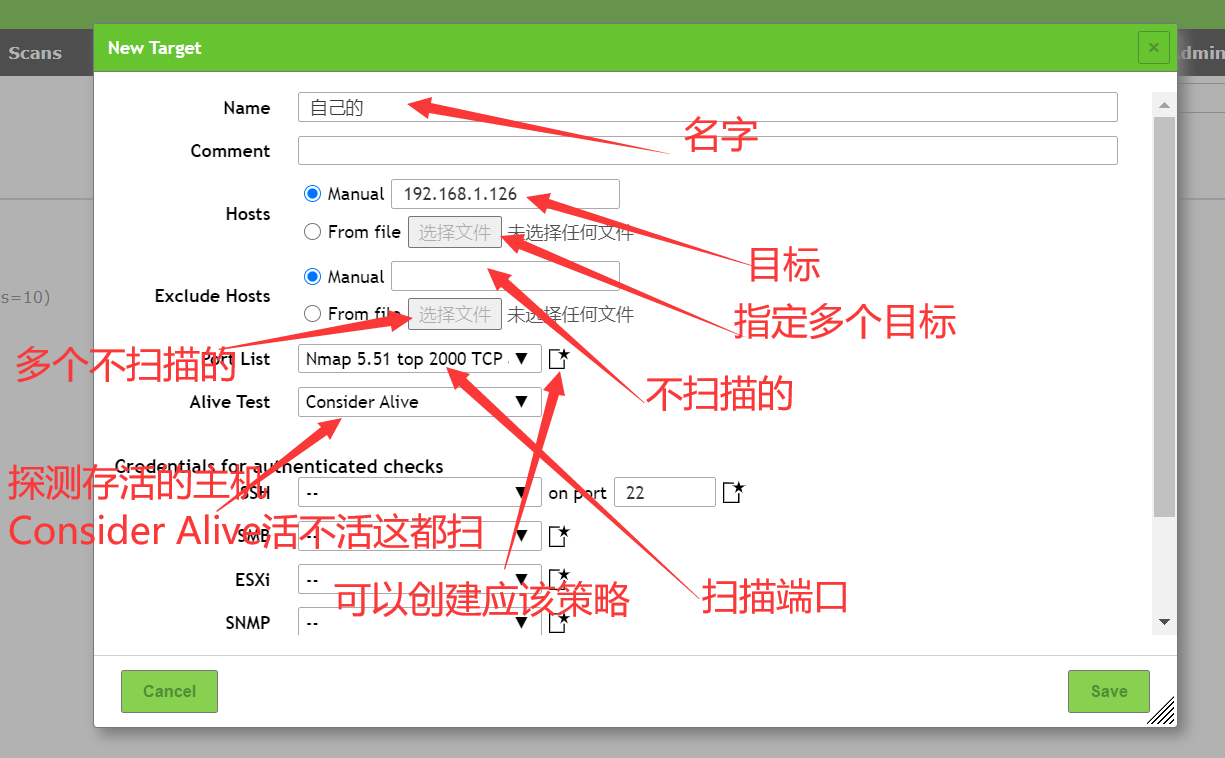 Scans
New Target
×
Admin
Name
自己的
名字
Comment
Hosts
Manual
192.168.1.126
From file
选择文件
未选择任何文件
目标
Exclude Hosts
Manual
s=10)
From file
选择文件
未选择任何文件
指定多个目标
多个不扫描的
Port List
Nmap 5.51 top 2000 TCP
不扫描的
Alive Test
Consider Alive
Credentials for authenticated checks
探测存活的主机
SSH
--
on port
22
Consider Alive活不活这都扫
SMB
--
ESXi
--
可以创建应该策略
扫描端口
SNMP
--
Cancel
Save